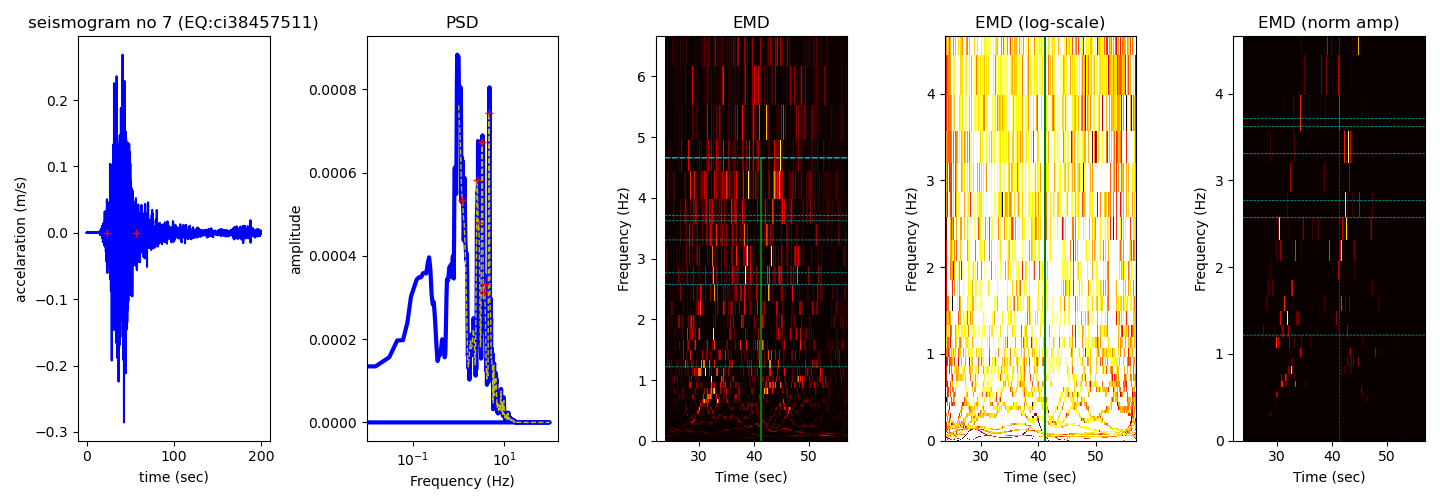 seismogram no 7 (EQ:ci38457511)
accelaration (m/s)
0.2
0.1
0.0
−0.1
−0.2
−0.3
0
100
200
time (sec)
PSD
amplitude
0.0008
0.0006
0.0004
0.0002
0.0000
10⁻¹
10¹
Frequency (Hz)
EMD
Frequency (Hz)
6
5
4
3
2
1
0
30
40
50
Time (sec)
EMD (log-scale)
Frequency (Hz)
4
3
2
1
0
30
40
50
Time (sec)
EMD (norm amp)
Frequency (Hz)
4
3
2
1
0
30
40
50
Time (sec)